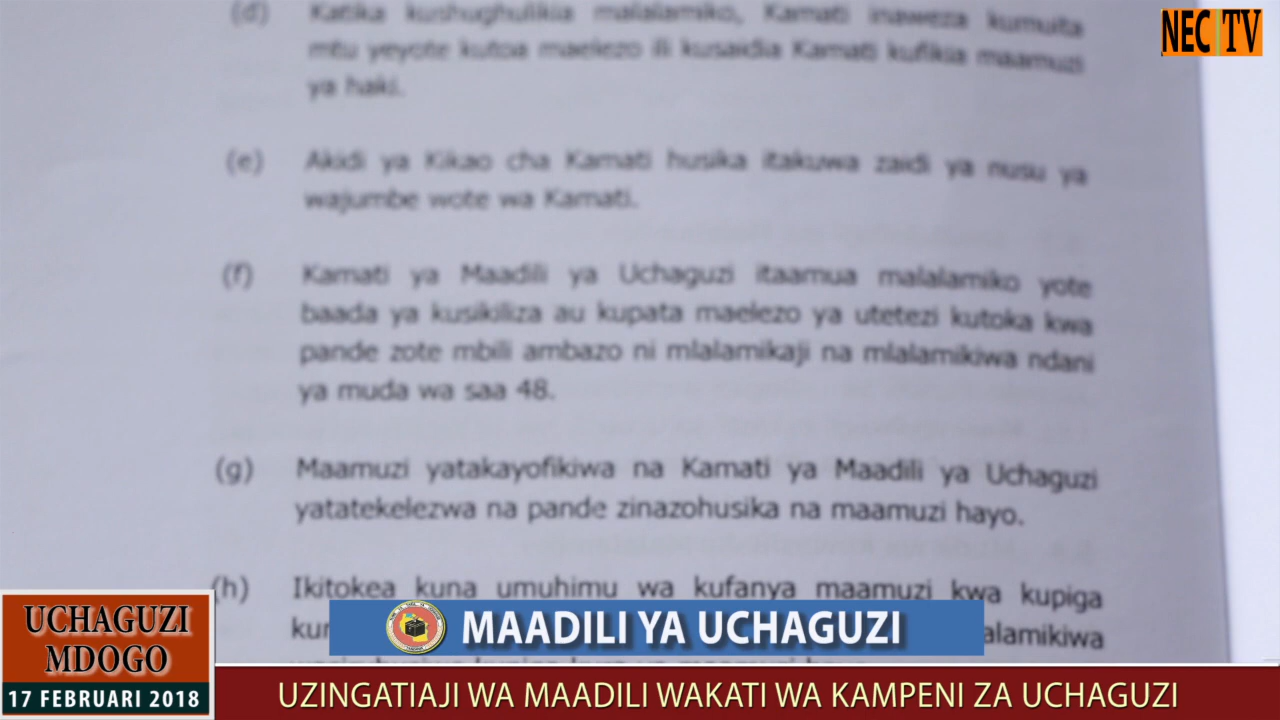 NEC TV
(d) Katika kushughulikia malalamiko, Kamati inaweza kumuita
mtu yeyote kutoa maelezo ili kusaidia Kamati kufikia maamuzi
ya haki.
(e) Akidi ya Kikao cha Kamati husika itakuwa zaidi ya nusu ya
wajumbe wote wa Kamati.
(f) Kamati ya Maadili ya Uchaguzi itaamua malalamiko yote
baada ya kusikiliza au kupata maelezo ya utetezi kutoka kwa
pande zote mbili ambazo ni mlalamikaji na mlalamikiwa ndani
ya muda wa saa 48.
(g) Maamuzi yatakayofikiwa na Kamati ya Maadili ya Uchaguzi
yatatekelezwa na pande zinazohusika na maamuzi hayo.
(h) Ikitokea kuna umuhimu wa kufanya maamuzi kwa kupiga
MAADILI YA UCHAGUZI
UCHAGUZI
MDOGO
17 FEBRUARI 2018
UZINGATIAJI WA MAADILI WAKATI WA KAMPENI ZA UCHAGUZI